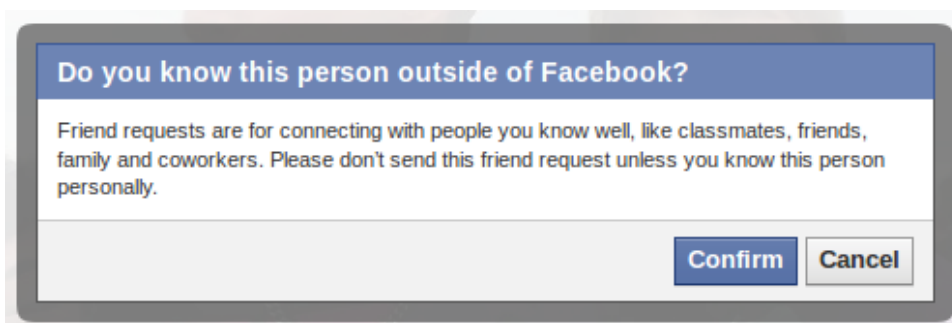 Do you know this person outside of Facebook?
Friend requests are for connecting with people you know well, like classmates, friends,
family and coworkers. Please don't send this friend request unless you know this person
personally.
Confirm Cancel